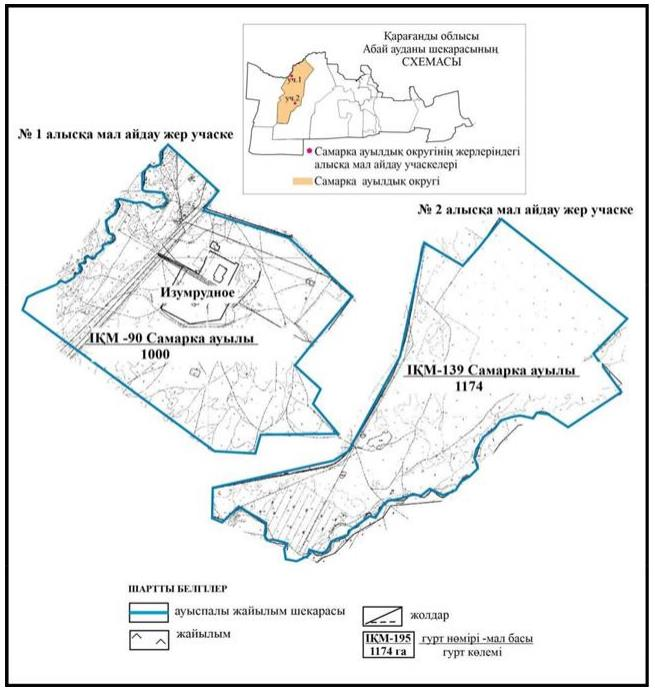 Қарағанды облысы
Абай ауданы шекарасының
СХЕМАСЫ
уч.1
уч.2
Самарка ауылдық округінің жерлеріндегі
алысқа мал айдау учаскелері
Самарка ауылдық округі
№ 1 алысқа мал айдау жер учаске
№ 2 алысқа мал айдау жер учаске
Изумрудное
ІҚМ -90 Самарка ауылы
1000
ІҚМ-139 Самарка ауылы
1174
ШАРТТЫ БЕЛГІЛЕР
ауыспалы жайылым шекарасы
жайылым
жолдар
ІҚМ-195
1174 га
гурт нөмірі -мал басы
гурт көлемі